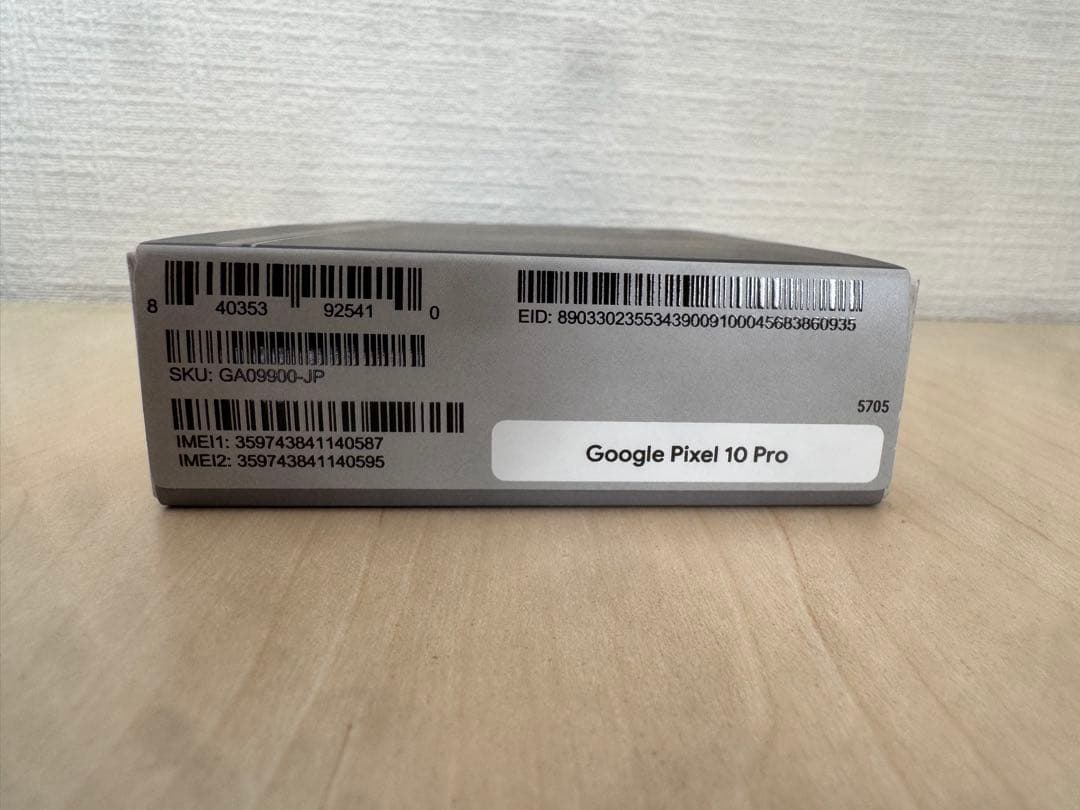 8 40353 92541 0
SKU: GA09900-JP
IMEI1: 359743841140587
IMEI2: 359743841140595
EID: 89033023553439009100045683860935
5705
Google Pixel 10 Pro